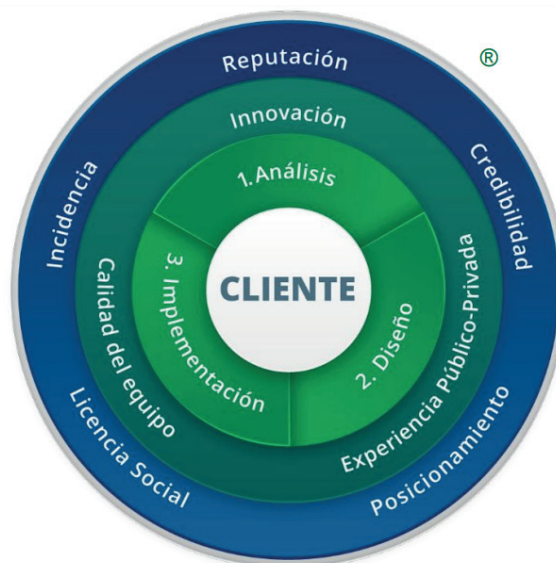 Reputación
®
Innovación
1. Análisis
Incidencia
Credibilidad
CLIENTE
Calidad del equipo
3. Implementación
2. Diseño
Experiencia Público-Privada
Licencia Social
Posicionamiento